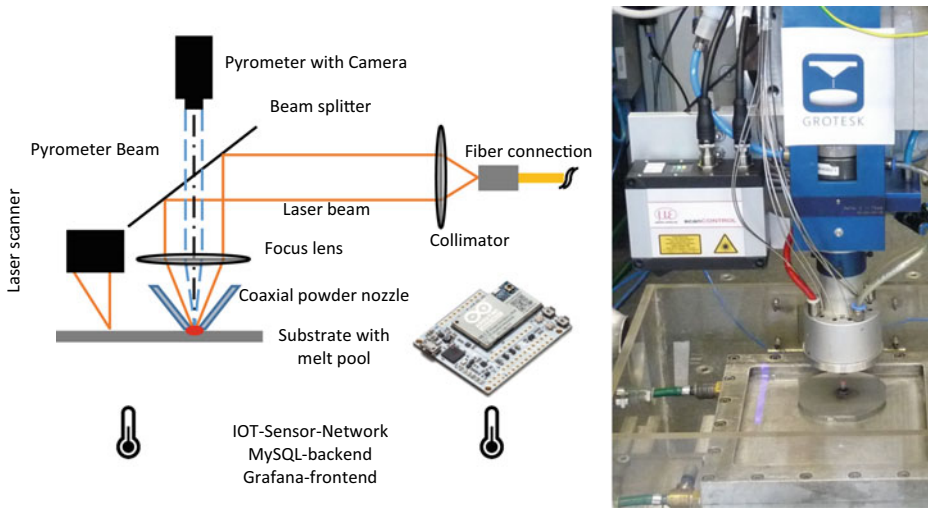 Pyrometer with Camera
Beam splitter
Pyrometer Beam
Fiber connection
Laser scanner
Laser beam
Collimator
Focus lens
Coaxial powder nozzle
Substrate with
melt pool
IOT-Sensor-Network
MySQL-backend
Grafana-frontend
GROTESK
scanCONTROL